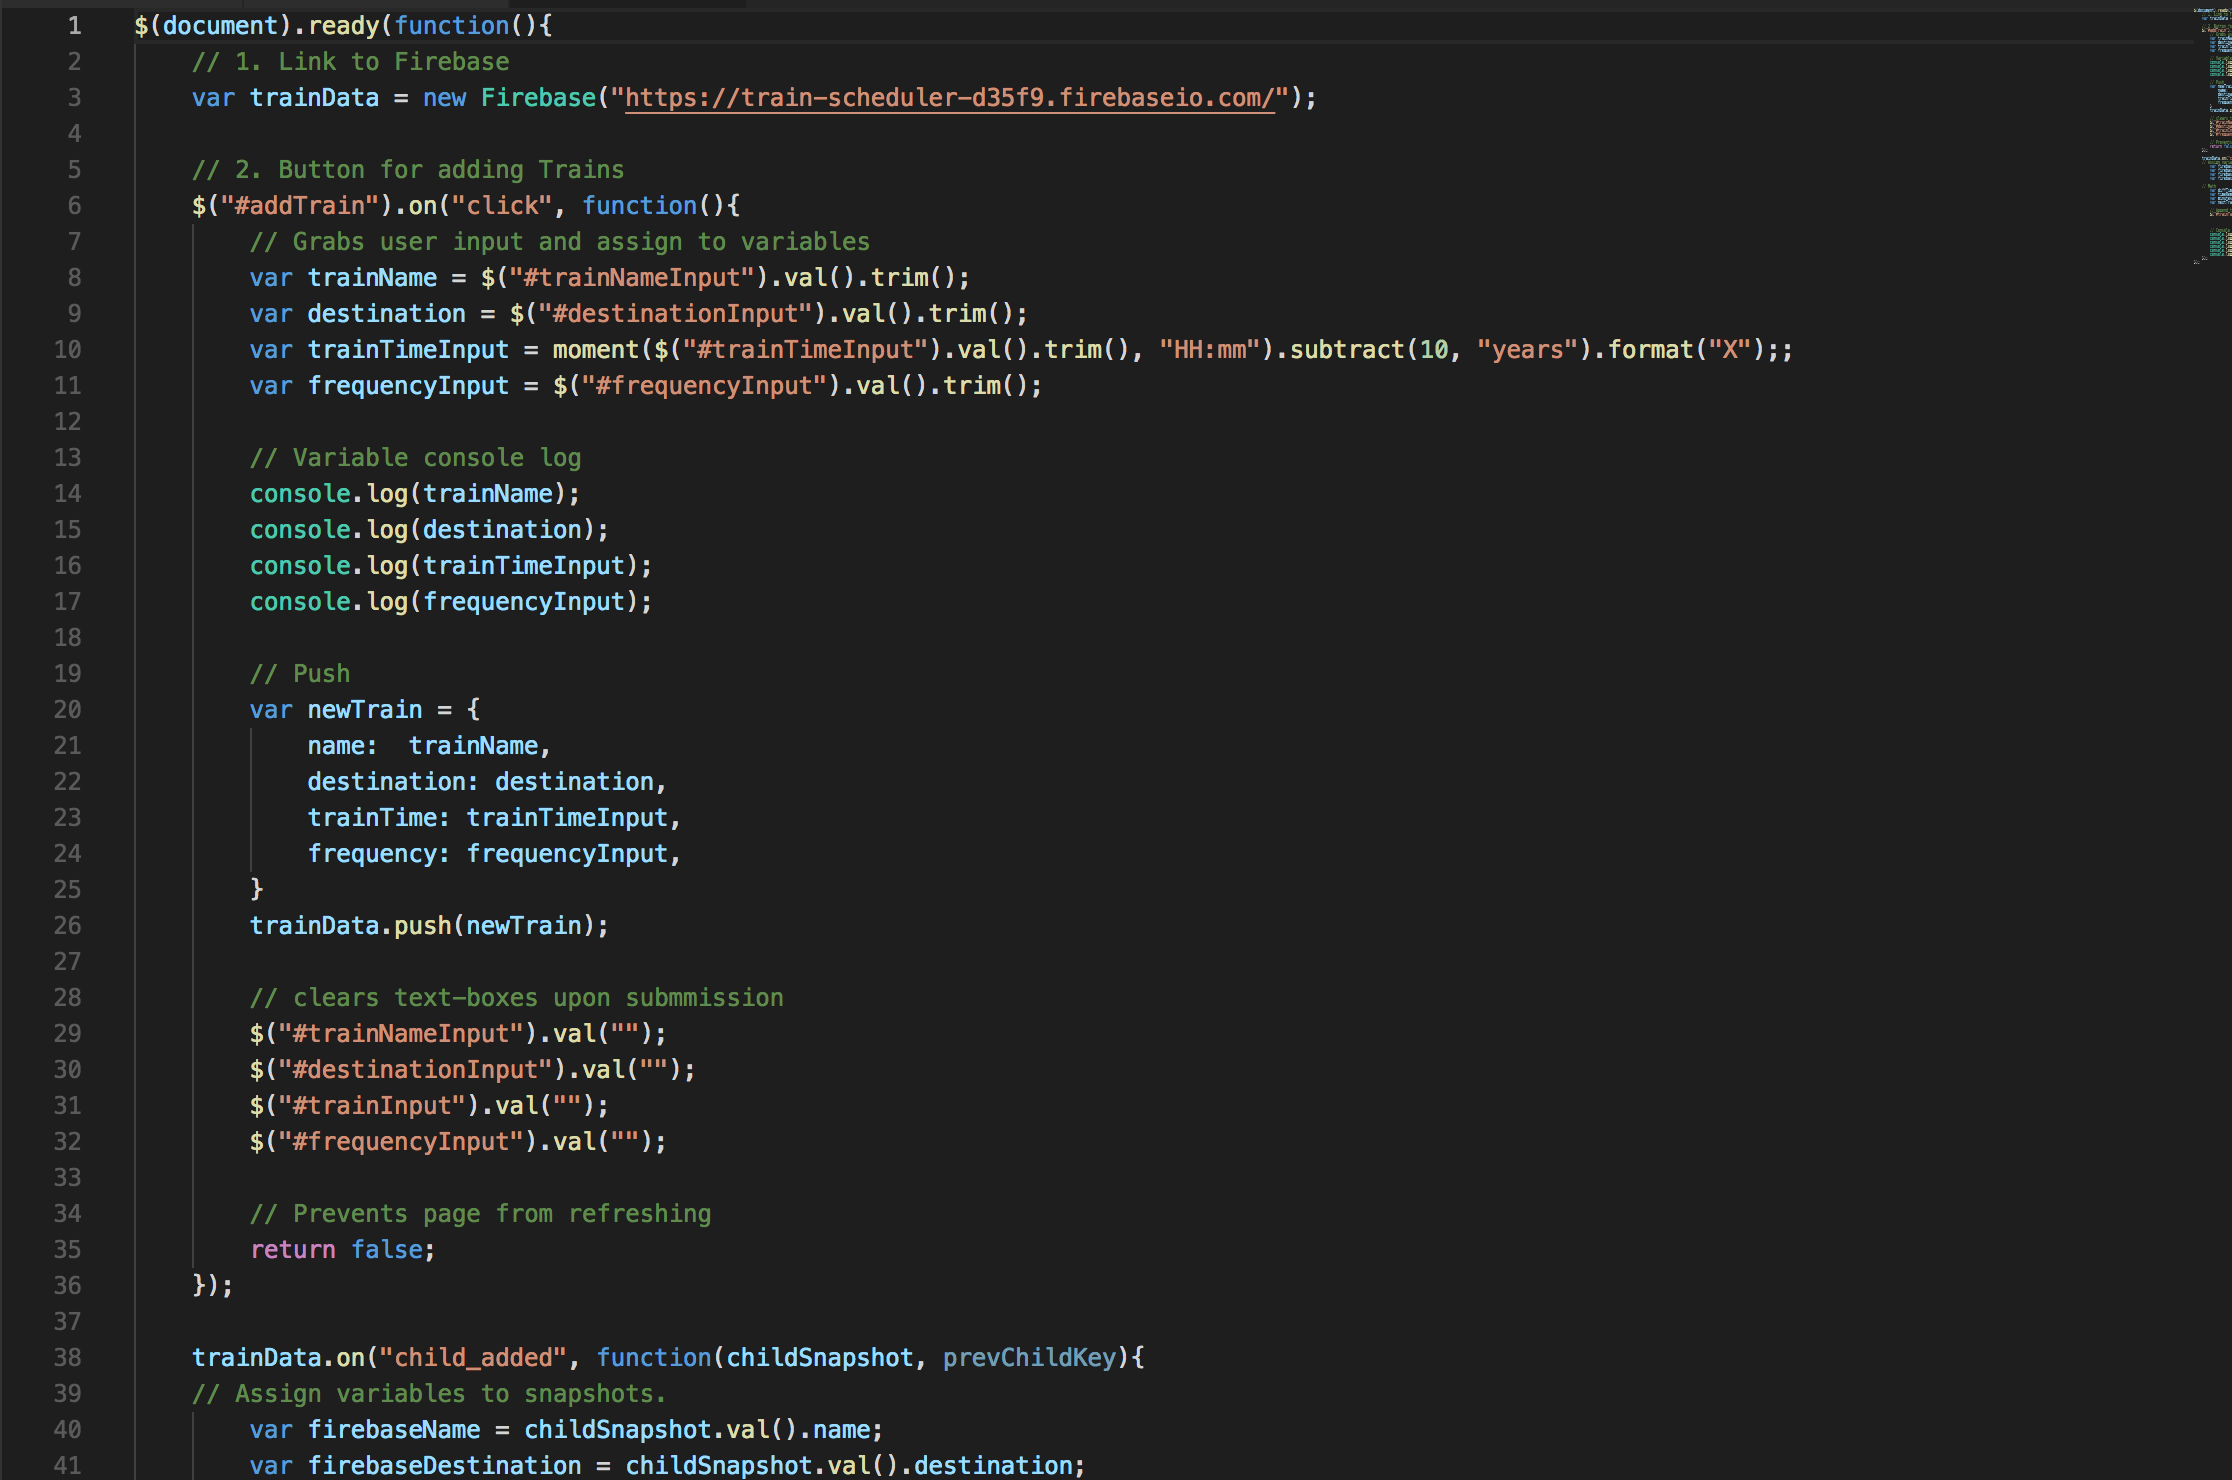 1 $(document).ready(function(){
2 // 1. Link to Firebase
3 var trainData = new Firebase("https://train-scheduler-d35f9.firebaseio.com/");
4
5 // 2. Button for adding Trains
6 $("#addTrain").on("click", function(){
7 // Grabs user input and assign to variables
8 var trainName = $("#trainNameInput").val().trim();
9 var destination = $("#destinationInput").val().trim();
10 var trainTimeInput = moment($("#trainTimeInput").val().trim(), "HH:mm").subtract(10, "years").format("X");;
11 var frequencyInput = $("#frequencyInput").val().trim();
12
13 // Variable console log
14 console.log(trainName);
15 console.log(destination);
16 console.log(trainTimeInput);
17 console.log(frequencyInput);
18
19 // Push
20 var newTrain = {
21 name:  trainName,
22 destination: destination,
23 trainTime: trainTimeInput,
24 frequency: frequencyInput,
25 }
26 trainData.push(newTrain);
27
28 // clears text-boxes upon submmission
29 $("#trainNameInput").val("");
30 $("#destinationInput").val("");
31 $("#trainInput").val("");
32 $("#frequencyInput").val("");
33
34 // Prevents page from refreshing
35 return false;
36 });
37
38 trainData.on("child_added", function(childSnapshot, prevChildKey){
39 // Assign variables to snapshots.
40 var firebaseName = childSnapshot.val().name;
41 var firebaseDestination = childSnapshot.val().destination;